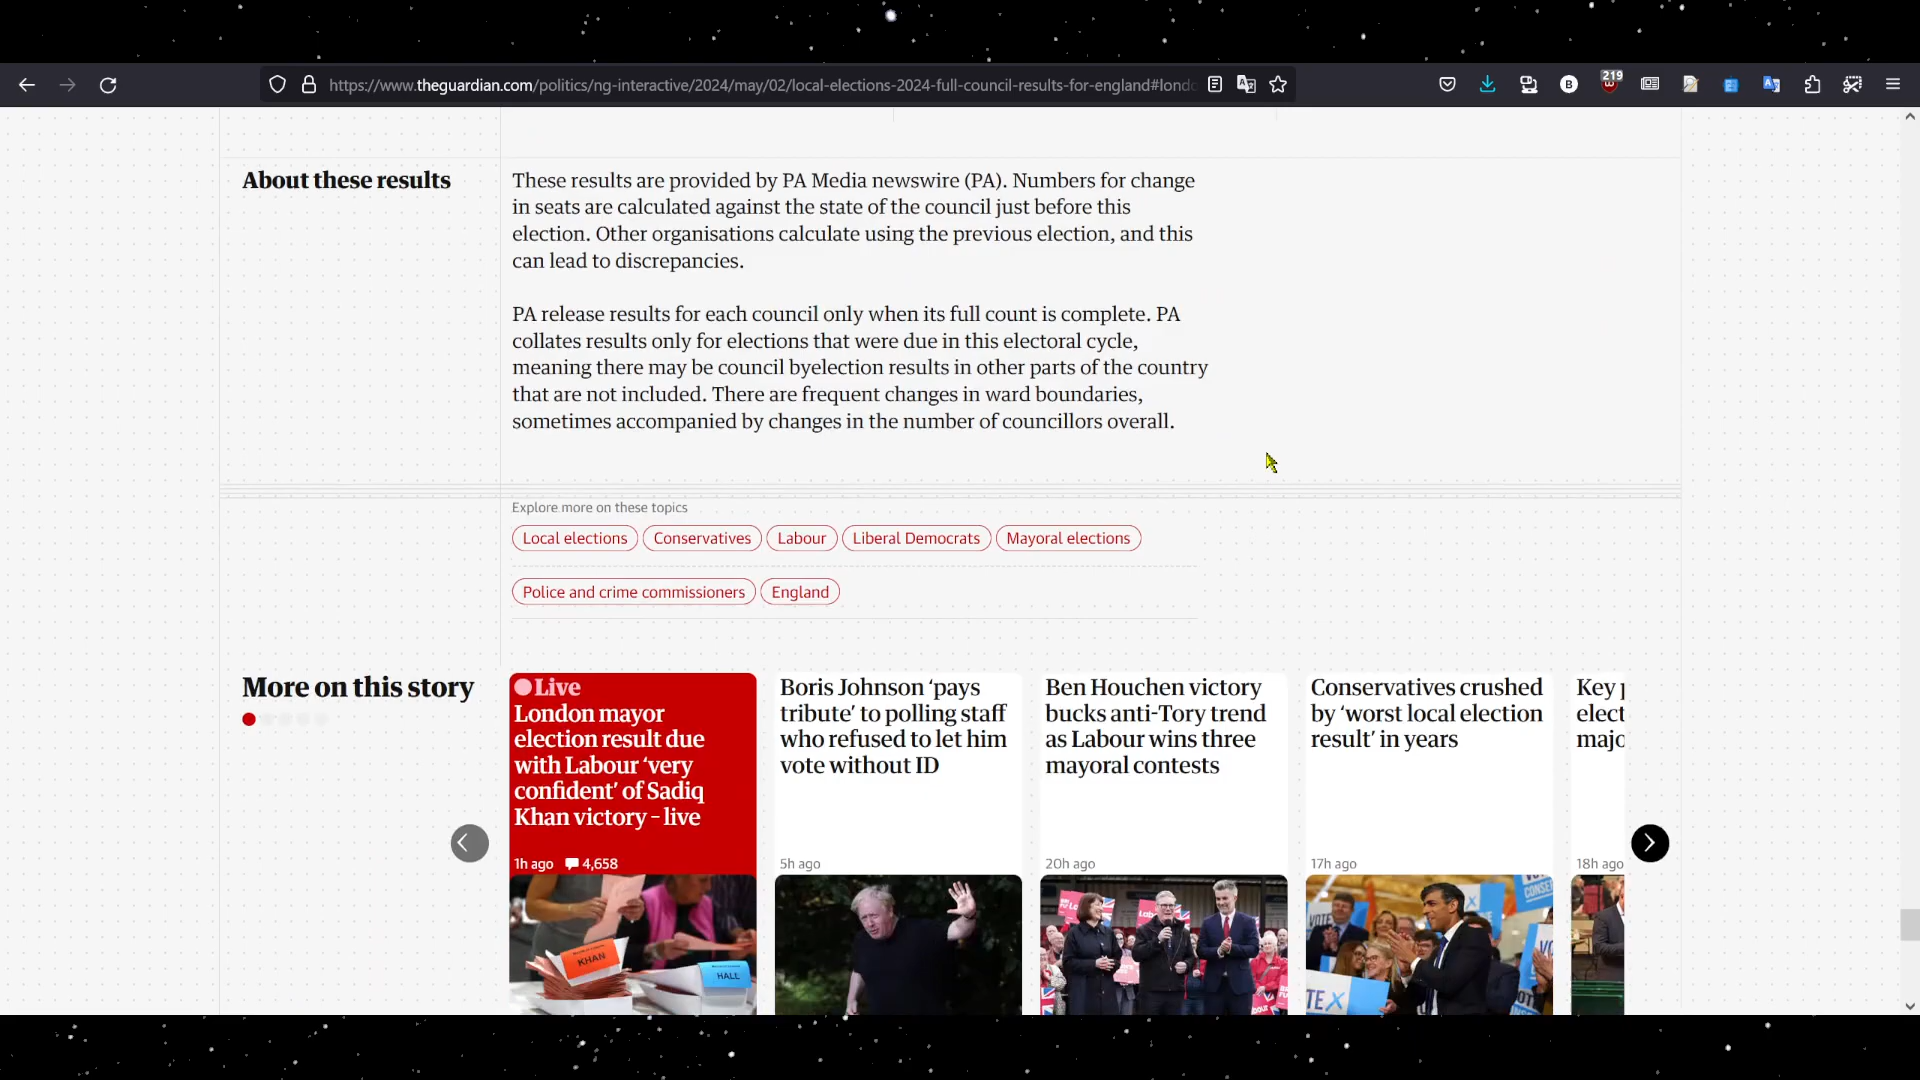 219
https://www.theguardian.com/politics/ng-interactive/2024/may/02/local-elections-2024-full-council-results-for-england#londo
About these results
These results are provided by PA Media newswire (PA). Numbers for change
in seats are calculated against the state of the council just before this
election. Other organisations calculate using the previous election, and this
can lead to discrepancies.
PA release results for each council only when its full count is complete. PA
collates results only for elections that were due in this electoral cycle,
meaning there may be council byelection results in other parts of the country
that are not included. There are frequent changes in ward boundaries,
sometimes accompanied by changes in the number of councillors overall.
Explore more on these topics
Local elections
Conservatives
Labour
Liberal Democrats
Mayoral elections
Police and crime commissioners
England
More on this story
Live
London mayor
election result due
with Labour ‘very
confident’ of Sadiq
Khan victory – live
1h ago
4,658
KHAN
HALL
Boris Johnson ‘pays
tribute’ to polling staff
who refused to let him
vote without ID
5h ago
Ben Houchen victory
bucks anti-Tory trend
as Labour wins three
mayoral contests
20h ago
Conservatives crushed
by ‘worst local election
result’ in years
17h ago
Key
elect
majo
18h ago